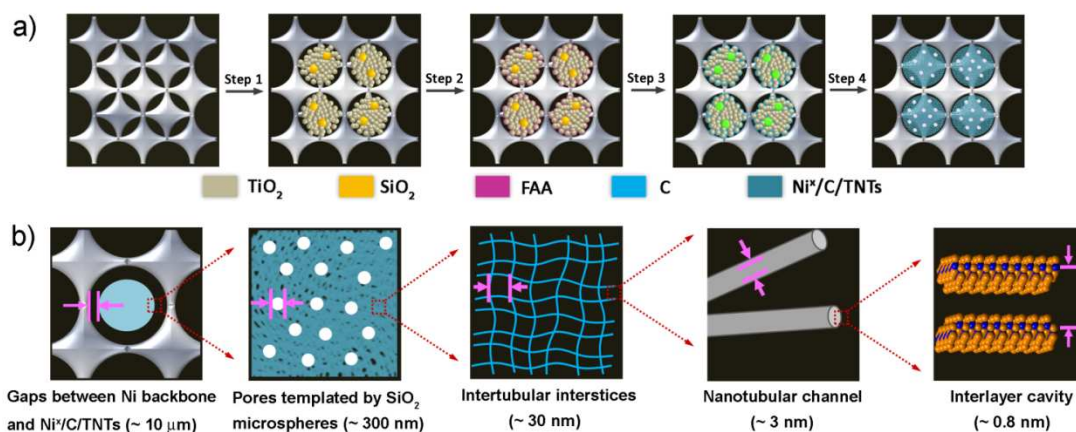 a)
Step 1
Step 2
Step 3
Step 4
TiO₂
SiO₂
FAA
C
Niˣ/C/TNTs
b)
Gaps between Ni backbone
and Niˣ/C/TNTs (~ 10 μm)
Pores templated by SiO₂
microspheres (~ 300 nm)
Intertubular interstices
(~ 30 nm)
Nanotubular channel
(~ 3 nm)
Interlayer cavity
(~ 0.8 nm)